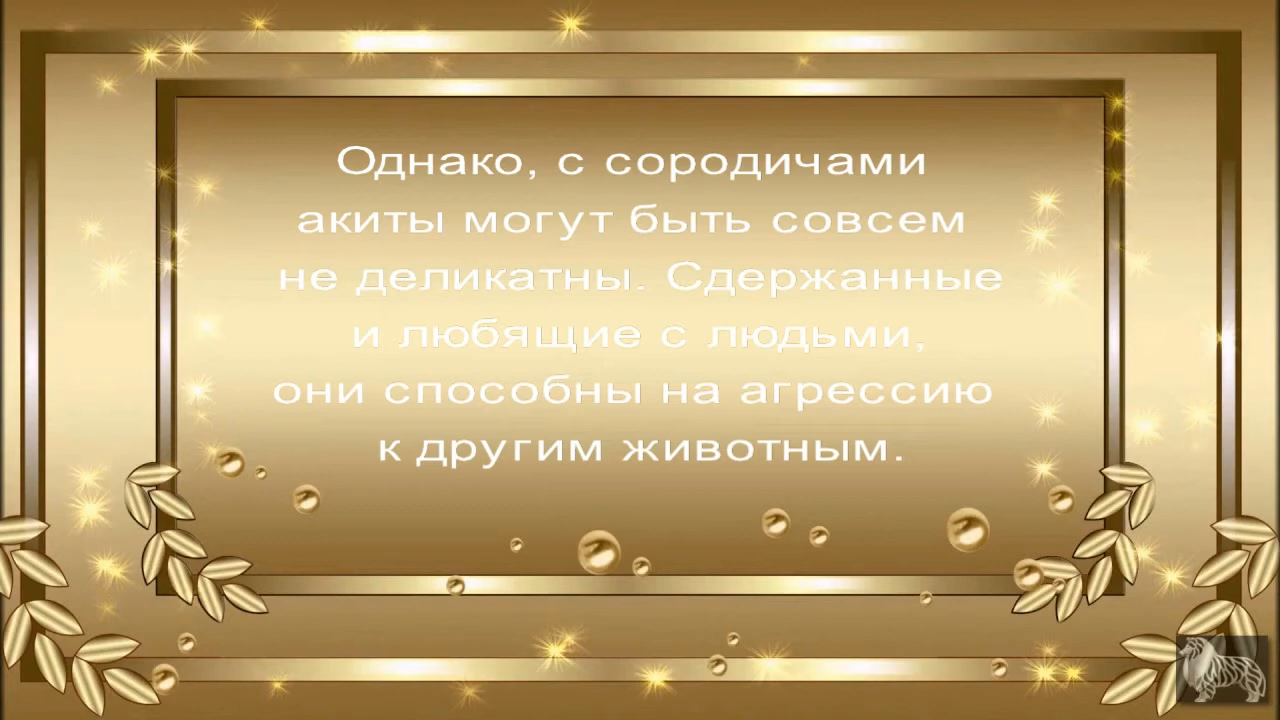 Однако, с сородичами
акиты могут быть совсем
не деликатны. Сдержанные
и любящие с людьми,
они способны на агрессию
к другим животным.